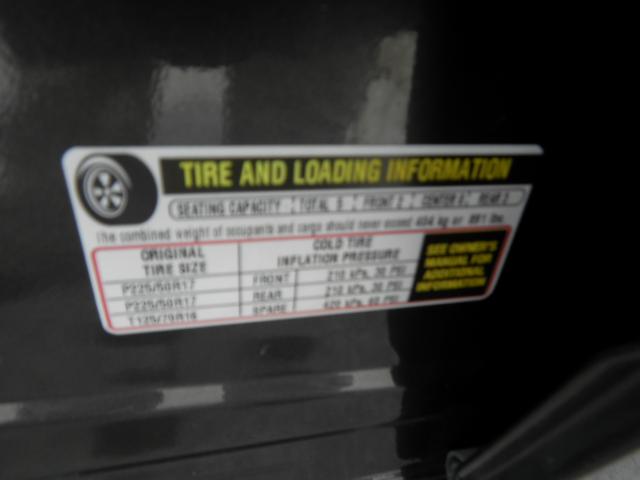 TIRE AND LOADING INFORMATION
SEATING CAPACITY TOTAL 5 FRONT 2 CENTER 0 REAR 3
The combined weight of occupants and cargo should never exceed 404 kg or 891 lbs.
ORIGINAL TIRE SIZE
COLD TIRE INFLATION PRESSURE
SEE OWNER'S MANUAL FOR ADDITIONAL INFORMATION
P225/50R17 FRONT 210 kPa, 30 PSI
P225/50R17 REAR 210 kPa, 30 PSI
SPARE 420 kPa, 60 PSI